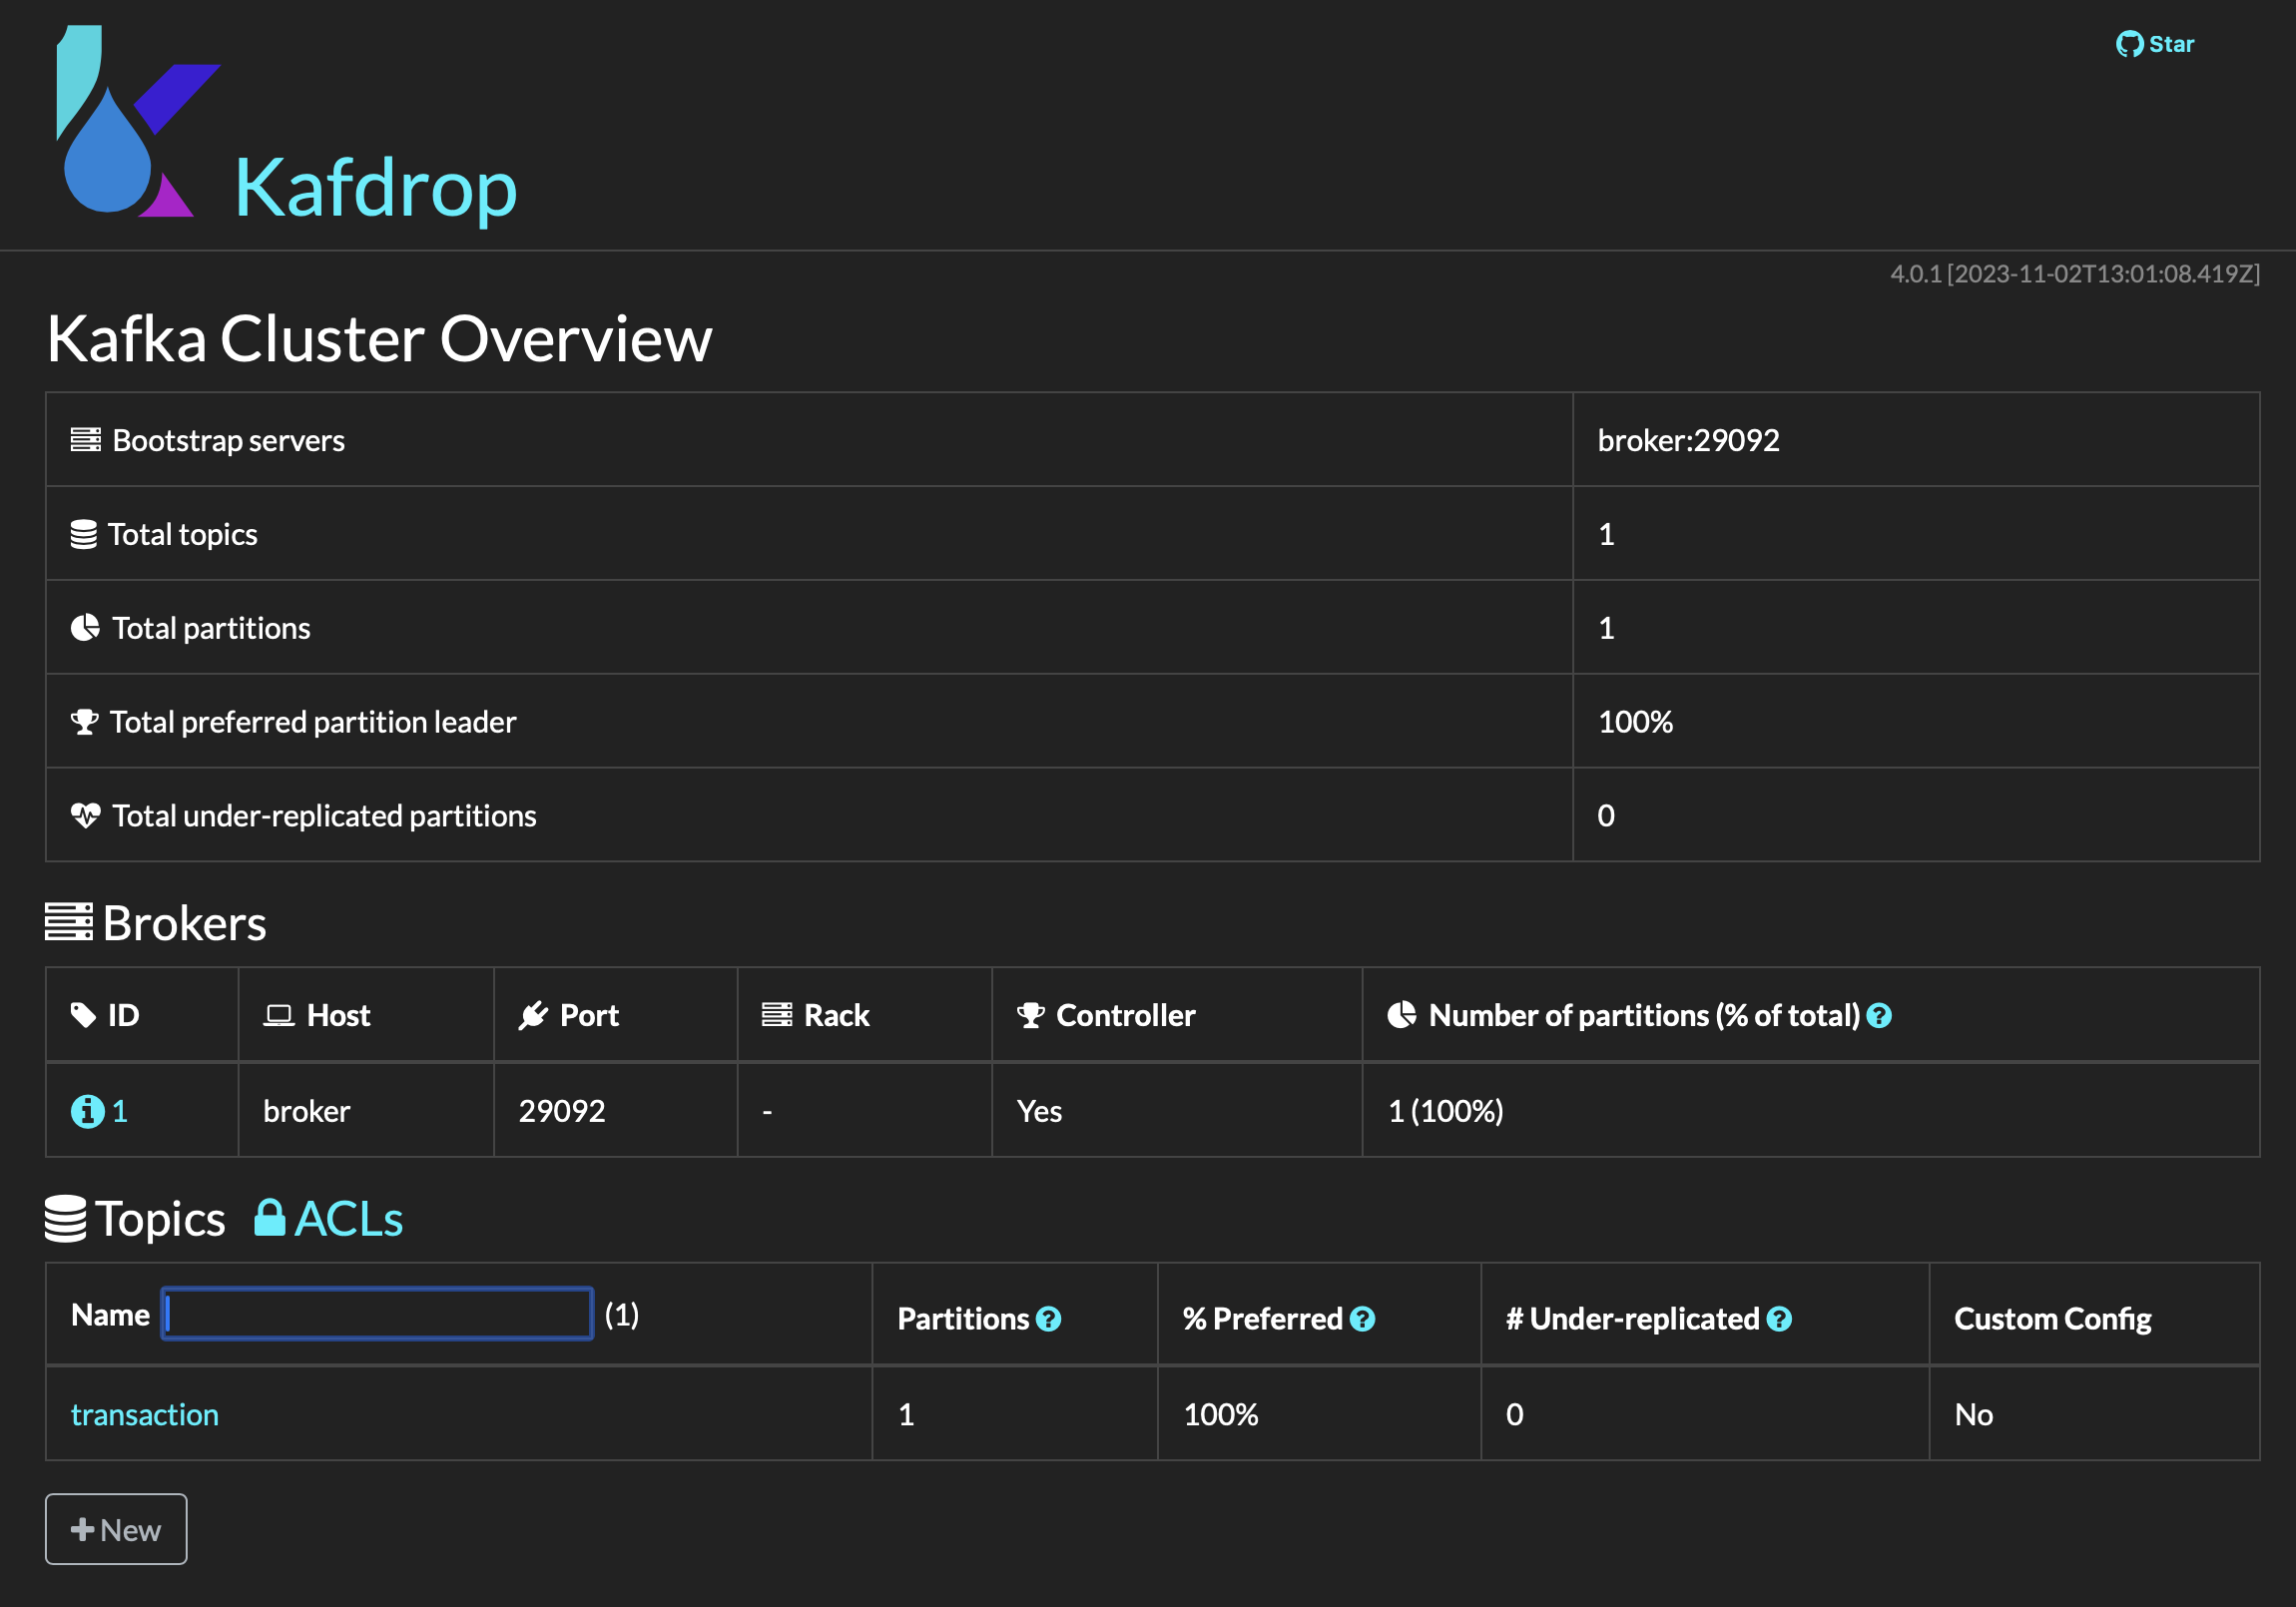 Star
Kafdrop
4.0.1 [2023-11-02T13:01:08.419Z]
Kafka Cluster Overview
Bootstrap servers broker:29092
Total topics 1
Total partitions 1
Total preferred partition leader 100%
Total under-replicated partitions 0
Brokers
ID Host Port Rack Controller Number of partitions (% of total) ?
1 broker 29092 - Yes 1 (100%)
Topics ACLs
Name (1) Partitions ? % Preferred ? # Under-replicated ? Custom Config
transaction 1 100% 0 No
+ New